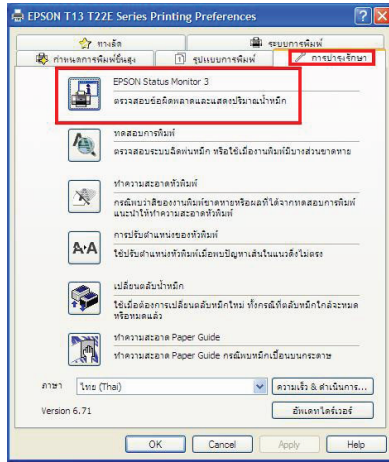 EPSON T13 T22E Series Printing Preferences
ทางลัด
ระบบการพิมพ์
กำหนดการพิมพ์ขั้นสูง
รูปแบบการพิมพ์
การบำรุงรักษา
EPSON Status Monitor 3
ตรวจสอบข้อผิดพลาดและแสดงปริมาณน้ำหมึก
ทดสอบการพิมพ์
ตรวจสอบระบบฉีดพ่นหมึก หรือใช้เมื่องานพิมพ์มีบางส่วนขาดหาย
ทำความสะอาดหัวพิมพ์
กรณีพบว่าสีของงานพิมพ์ขาดหายหรือผลที่ได้จากทดสอบการพิมพ์
แนะนำให้ทำความสะอาดหัวพิมพ์
การปรับตำแหน่งของหัวพิมพ์
A·A
ใช้ปรับตำแหน่งหัวพิมพ์เมื่อพบปัญหาเส้นในแนวดิ่งไม่ตรง
เปลี่ยนตลับน้ำหมึก
ใช้เมื่อต้องการเปลี่ยนตลับหมึกใหม่ ทั้งกรณีที่ตลับหมึกใกล้จะหมด
หรือหมดแล้ว
ทำความสะอาด Paper Guide
ทำความสะอาด Paper Guide กรณีพบหมึกเปื้อนบนกระดาษ
ภาษา
ไทย (Thai)
ความเร็ว & ดำเนินการ...
Version 6.71
อัพเดทไดร์เวอร์
OK
Cancel
Apply
Help